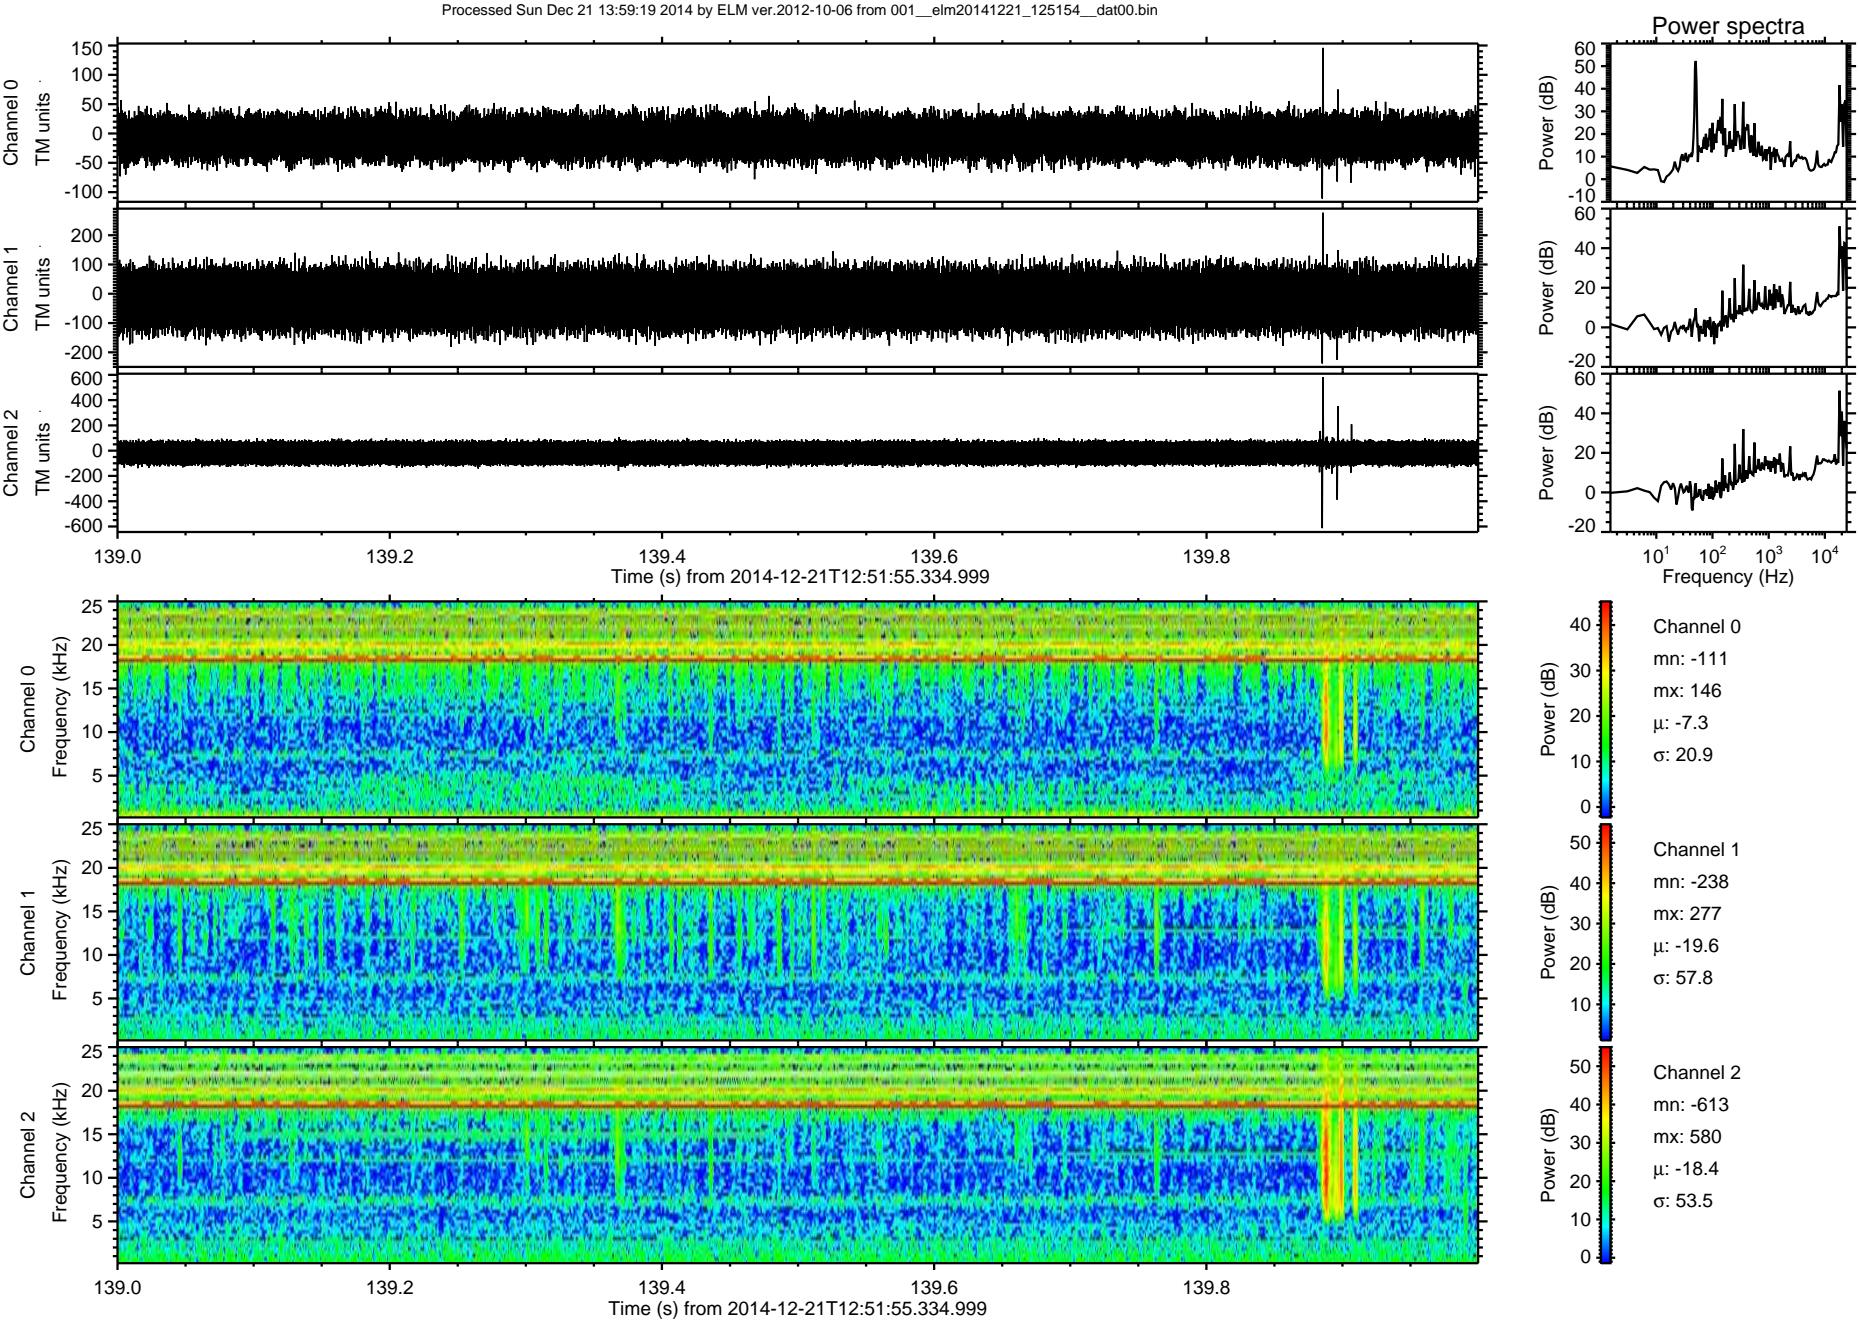 Processed Sun Dec 21 13:59:19 2014 by ELM ver.2012-10-06 from 001__elm20141221_125154__dat00.bin
Power spectra
Channel 0
TM units
150
100
50
0
-50
-100
Power (dB)
60
50
40
30
20
10
0
-10
Channel 1
TM units
200
100
0
-100
-200
Power (dB)
60
40
20
0
-20
Channel 2
TM units
600
400
200
0
-200
-400
-600
Power (dB)
60
40
20
0
-20
139.0 139.2 139.4 139.6 139.8
Time (s) from 2014-12-21T12:51:55.334.999
10¹ 10² 10³ 10⁴
Frequency (Hz)
Channel 0
Frequency (kHz)
25
20
15
10
5
Power (dB)
40
30
20
10
0
Channel 0
mn: -111
mx: 146
μ: -7.3
σ: 20.9
Channel 1
Frequency (kHz)
25
20
15
10
5
Power (dB)
50
40
30
20
10
Channel 1
mn: -238
mx: 277
μ: -19.6
σ: 57.8
Channel 2
Frequency (kHz)
25
20
15
10
5
Power (dB)
50
40
30
20
10
0
Channel 2
mn: -613
mx: 580
μ: -18.4
σ: 53.5
139.0 139.2 139.4 139.6 139.8
Time (s) from 2014-12-21T12:51:55.334.999